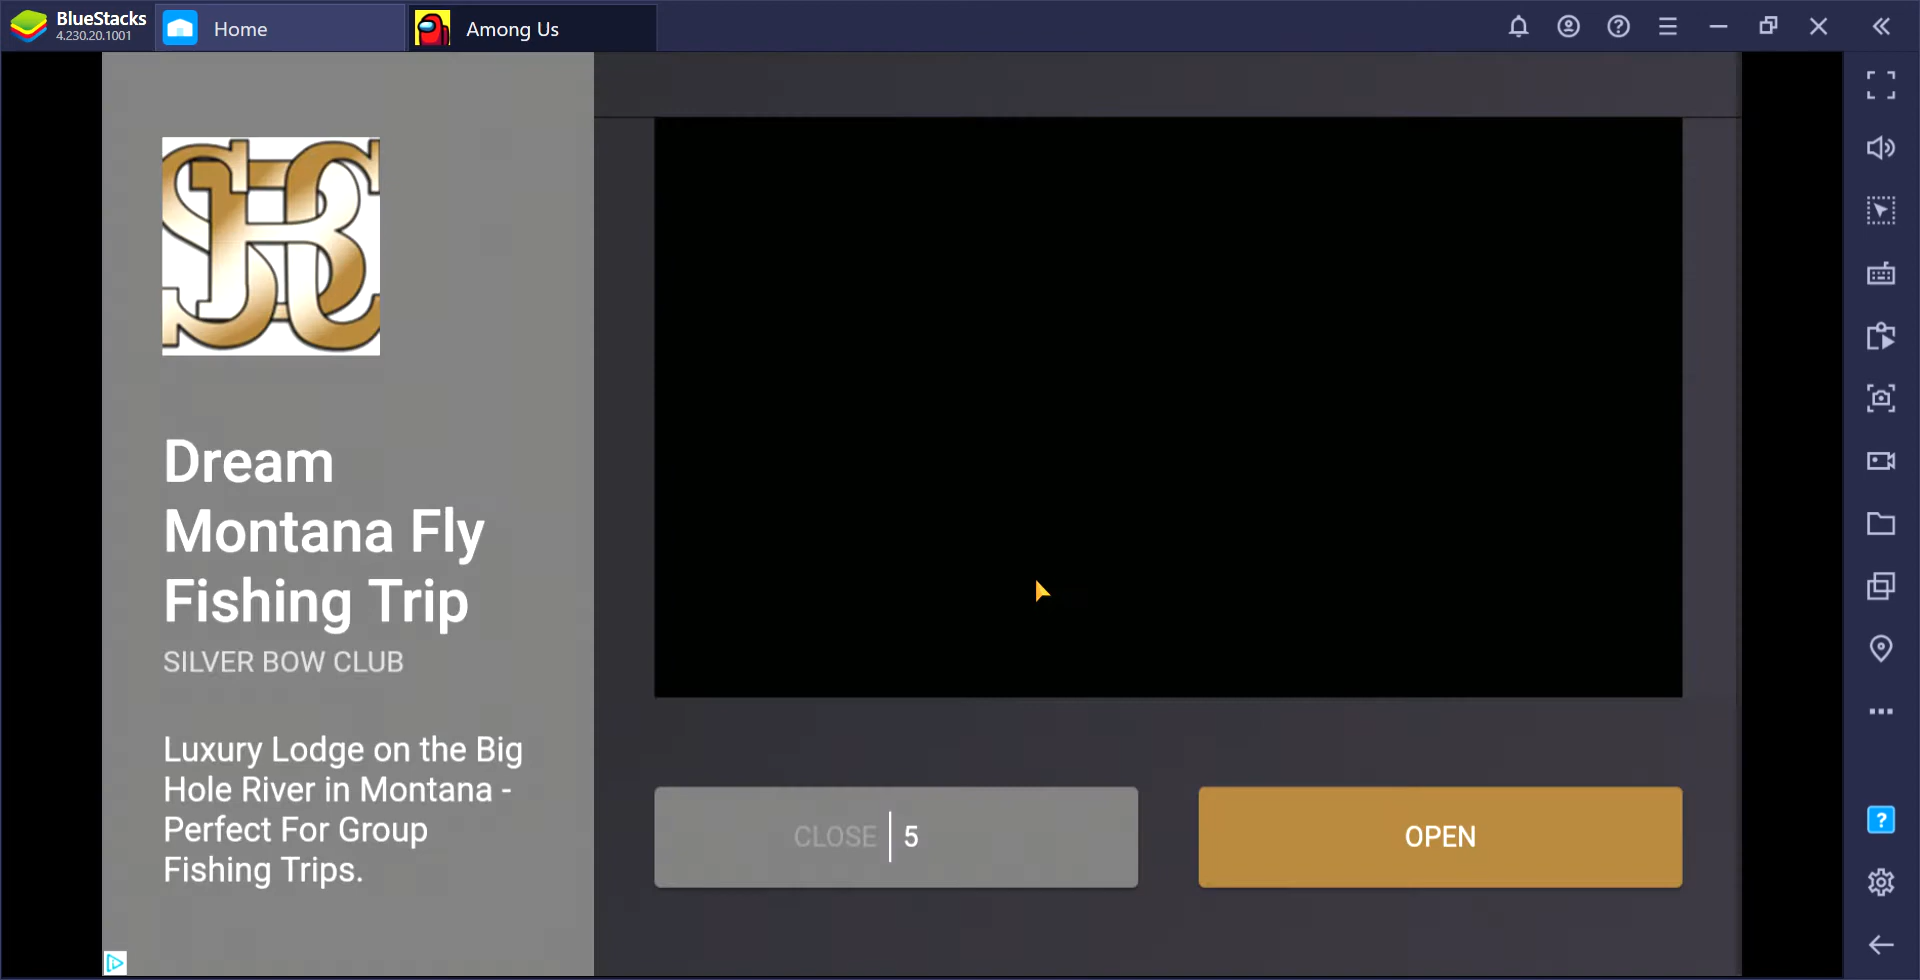 BlueStacks
4.230.20.1001
Home
Among Us
SBC
Dream
Montana Fly
Fishing Trip
SILVER BOW CLUB
Luxury Lodge on the Big
Hole River in Montana -
Perfect For Group
Fishing Trips.
CLOSE 5
OPEN